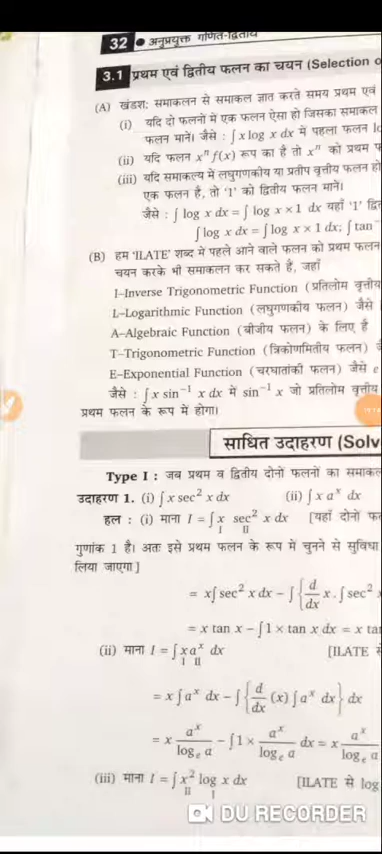 32 ● अनुप्रयुक्त गणित-द्वितीय
3.1 प्रथम एवं द्वितीय फलन का चयन (Selection o
(A) खंडशः समाकलन से समाकल ज्ञात करते समय प्रथम एवं
(i) यदि दो फलनों में एक फलन ऐसा हो जिसका समाकल
फलन मानें। जैसे : ∫ x log x dx में पहला फलन lo
(ii) यदि फलन xⁿ f(x) रूप का है तो xⁿ को प्रथम फ
(iii) यदि समाकल्य में लघुगणकीय या प्रतीप वृत्तीय फलन हो
एक फलन है, तो '1' को द्वितीय फलन मानें।
जैसे : ∫ log x dx = ∫ log x × 1 dx यहाँ '1' द्वि
∫ log x dx = ∫ log x × 1 dx; ∫ tan⁻
(B) हम 'ILATE' शब्द में पहले आने वाले फलन को प्रथम फलन
चयन करके भी समाकलन कर सकते हैं, जहाँ
I–Inverse Trigonometric Function (प्रतिलोम वृत्तीय
L–Logarithmic Function (लघुगणकीय फलन) जैसे
A–Algebraic Function (बीजीय फलन) के लिए है
T–Trigonometric Function (त्रिकोणमितीय फलन)
E–Exponential Function (चरघातांकी फलन) जैसे e
जैसे : ∫ x sin⁻¹ x dx में sin⁻¹ x जो प्रतिलोम वृत्तीय
प्रथम फलन के रूप में होगा।
साधित उदाहरण (Solv
Type I : जब प्रथम व द्वितीय दोनों फलनों का समाकल
उदाहरण 1. (i) ∫ x sec² x dx (ii) ∫ x aˣ dx
हल : (i) माना I = ∫ x sec² x dx [यहाँ दोनों फ
I II
गुणांक 1 है। अतः इसे प्रथम फलन के रूप में चुनने से सुविधा
लिया जाएगा]
= x∫ sec² x dx − ∫ {d/dx x . ∫ sec² x
= x tan x − ∫ 1 × tan x dx = x ta
(ii) माना I = ∫ x aˣ dx [ILATE से
I II
= x ∫ aˣ dx − ∫ {d/dx (x) ∫ aˣ dx} dx
= x aˣ/logₑ a − ∫ 1 × aˣ/logₑ a dx = x aˣ/logₑ a
(iii) माना I = ∫ x² log x dx [ILATE से log
II I
DU RECORDER